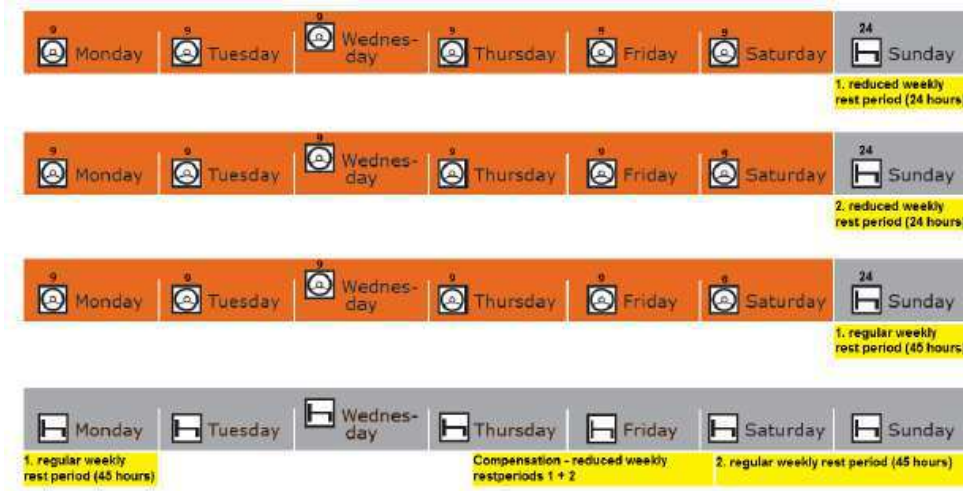 9 9 9 9 9 9 24
Monday Tuesday Wednes- Thursday Friday Saturday Sunday
day
1. reduced weekly
rest period (24 hours
9 9 9 9 9 9 24
Monday Tuesday Wednes- Thursday Friday Saturday Sunday
day
2. reduced weekly
rest period (24 hours
9 9 9 9 9 9 24
Monday Tuesday Wednes- Thursday Friday Saturday Sunday
day
1. regular weekly
rest period (45 hours
Monday Tuesday Wednes- Thursday Friday Saturday Sunday
day
1. regular weekly
rest period (45 hours)
Compensation - reduced weekly
restperiods 1 + 2
2. regular weekly rest period (45 hours)